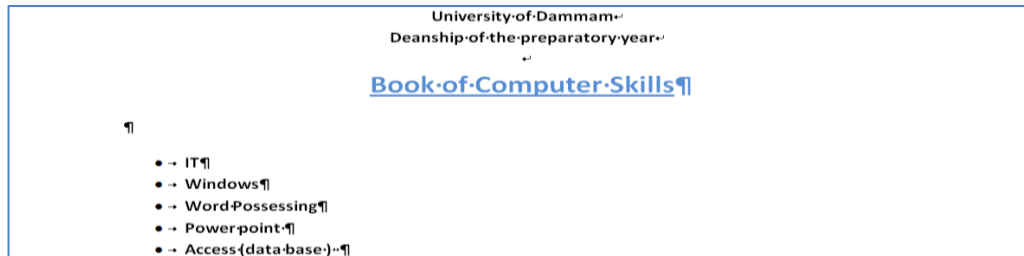 University of Dammam
Deanship of the preparatory year
Book of Computer Skills
• IT
• Windows
• Word Possessing
• Power point
• Access (data base )